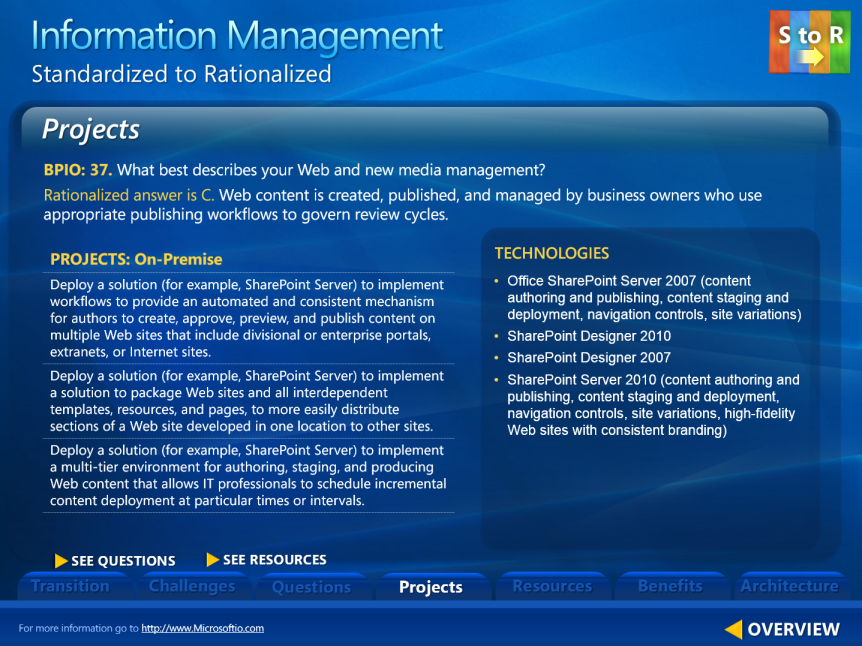 Information Management
S to R
Standardized to Rationalized
Projects
BPIO: 37. What best describes your Web and new media management?
Rationalized answer is C. Web content is created, published, and managed by business owners who use
appropriate publishing workflows to govern review cycles.
PROJECTS: On-Premise
Deploy a solution (for example, SharePoint Server) to implement
workflows to provide an automated and consistent mechanism
for authors to create, approve, preview, and publish content on
multiple Web sites that include divisional or enterprise portals,
extranets, or Internet sites.
Deploy a solution (for example, SharePoint Server) to implement
a solution to package Web sites and all interdependent
templates, resources, and pages, to more easily distribute
sections of a Web site developed in one location to other sites.
Deploy a solution (for example, SharePoint Server) to implement
a multi-tier environment for authoring, staging, and producing
Web content that allows IT professionals to schedule incremental
content deployment at particular times or intervals.
TECHNOLOGIES
• Office SharePoint Server 2007 (content
authoring and publishing, content staging and
deployment, navigation controls, site variations)
• SharePoint Designer 2010
• SharePoint Designer 2007
• SharePoint Server 2010 (content authoring and
publishing, content staging and deployment,
navigation controls, site variations, high-fidelity
Web sites with consistent branding)
SEE QUESTIONS SEE RESOURCES
Transition Challenges Questions Projects Resources Benefits Architecture
For more information go to http://www.Microsoftio.com
OVERVIEW